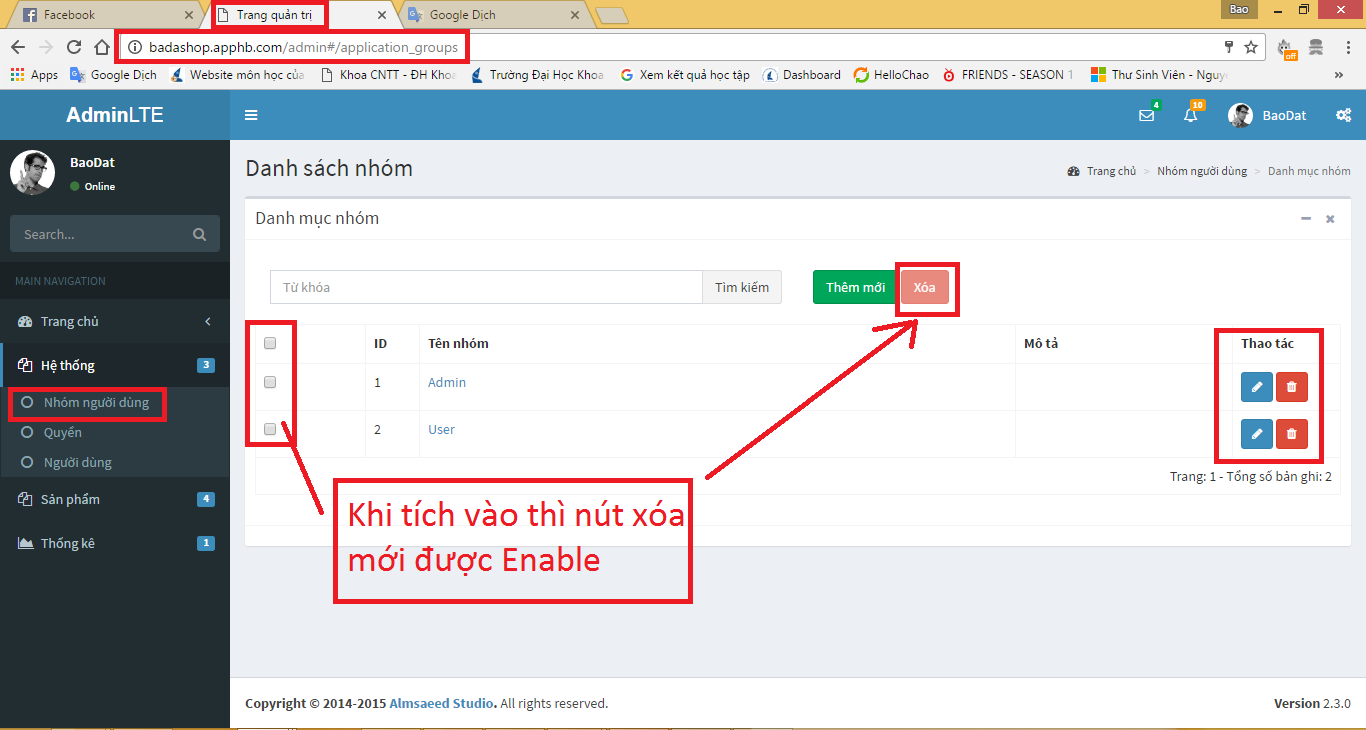 Facebook
Trang quản trị
Google Dịch
Bao
badashop.apphb.com/admin#/application_groups
off
Apps
Google Dịch
Website môn học củ
Khoa CNTT - ĐH Kho
Trường Đại Học Khoa
Xem kết quả học tập
Dashboard
HelloChao
FRIENDS - SEASON 1
Thư Sinh Viên - Nguy
»
AdminLTE
4
10
BaoDat
BaoDat
Online
Search...
MAIN NAVIGATION
Trang chủ
Hệ thống 3
Nhóm người dùng
Quyền
Người dùng
Sản phẩm 4
Thống kê 1
Danh sách nhóm
Trang chủ > Nhóm người dùng > Danh mục nhóm
Danh mục nhóm
Từ khóa
Tìm kiếm
Thêm mới
Xóa
ID Tên nhóm Mô tả Thao tác
1 Admin
2 User
Trang: 1 - Tổng số bản ghi: 2
Khi tích vào thì nút xóa
mới được Enable
Copyright © 2014-2015 Almsaeed Studio. All rights reserved.
Version 2.3.0